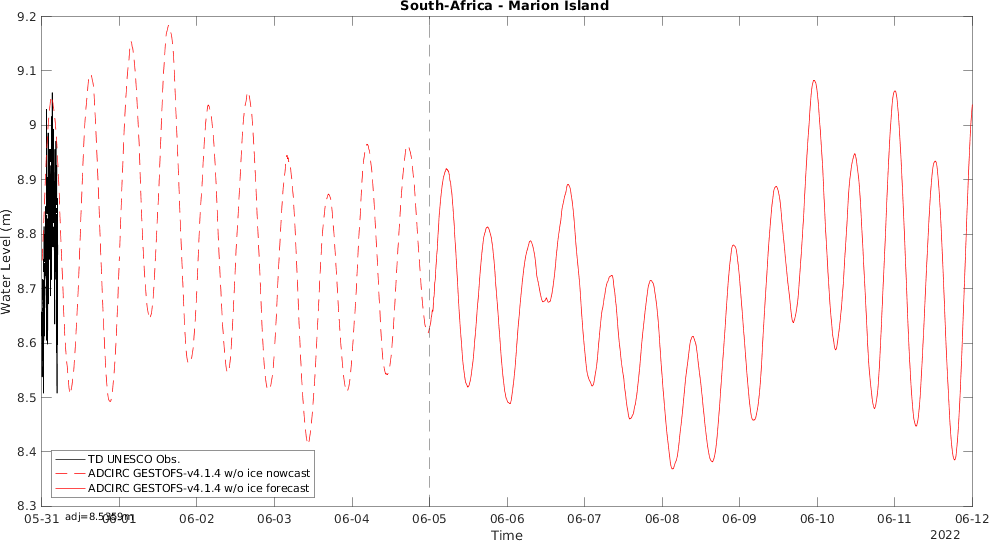 South-Africa - Marion Island
Water Level (m)
9.2
9.1
9
8.9
8.8
8.7
8.6
8.5
8.4
8.3
TD UNESCO Obs.
ADCIRC GESTOFS-v4.1.4 w/o ice nowcast
ADCIRC GESTOFS-v4.1.4 w/o ice forecast
05-31 06-01 06-02 06-03 06-04 06-05 06-06 06-07 06-08 06-09 06-10 06-11 06-12
adj=8.5359m
Time
2022